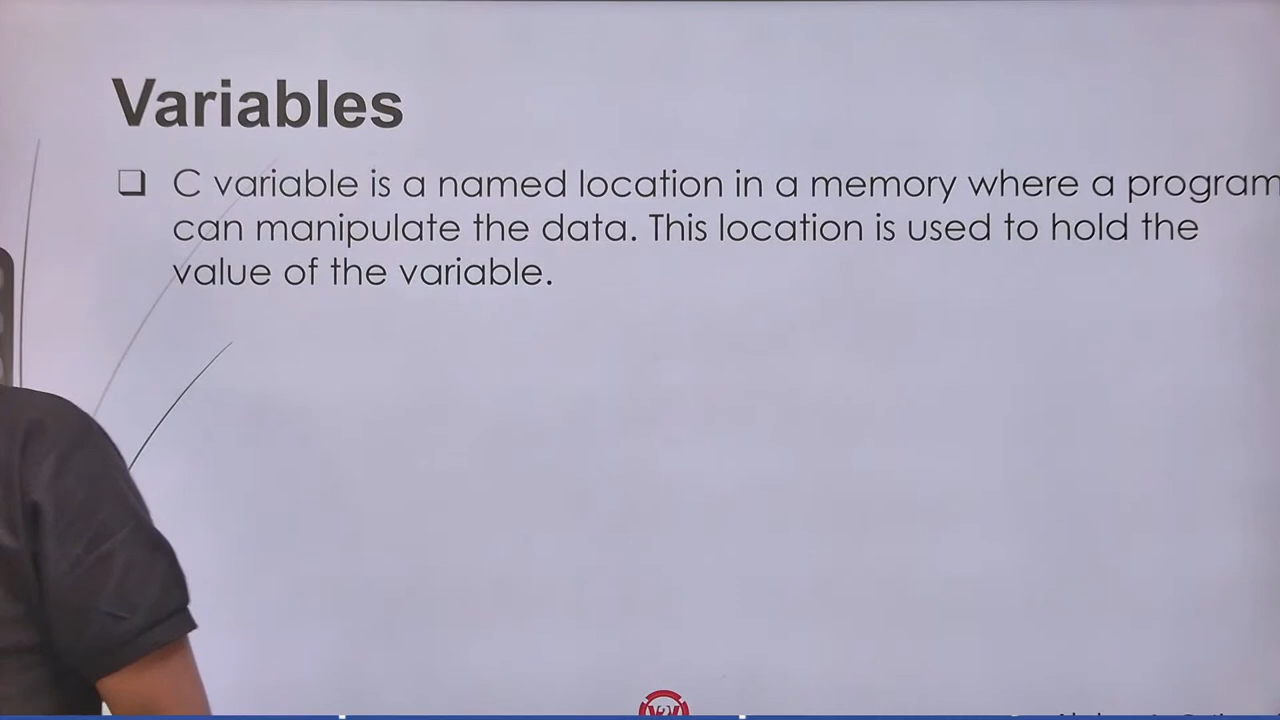 Variables
❑ C variable is a named location in a memory where a program
can manipulate the data. This location is used to hold the
value of the variable.